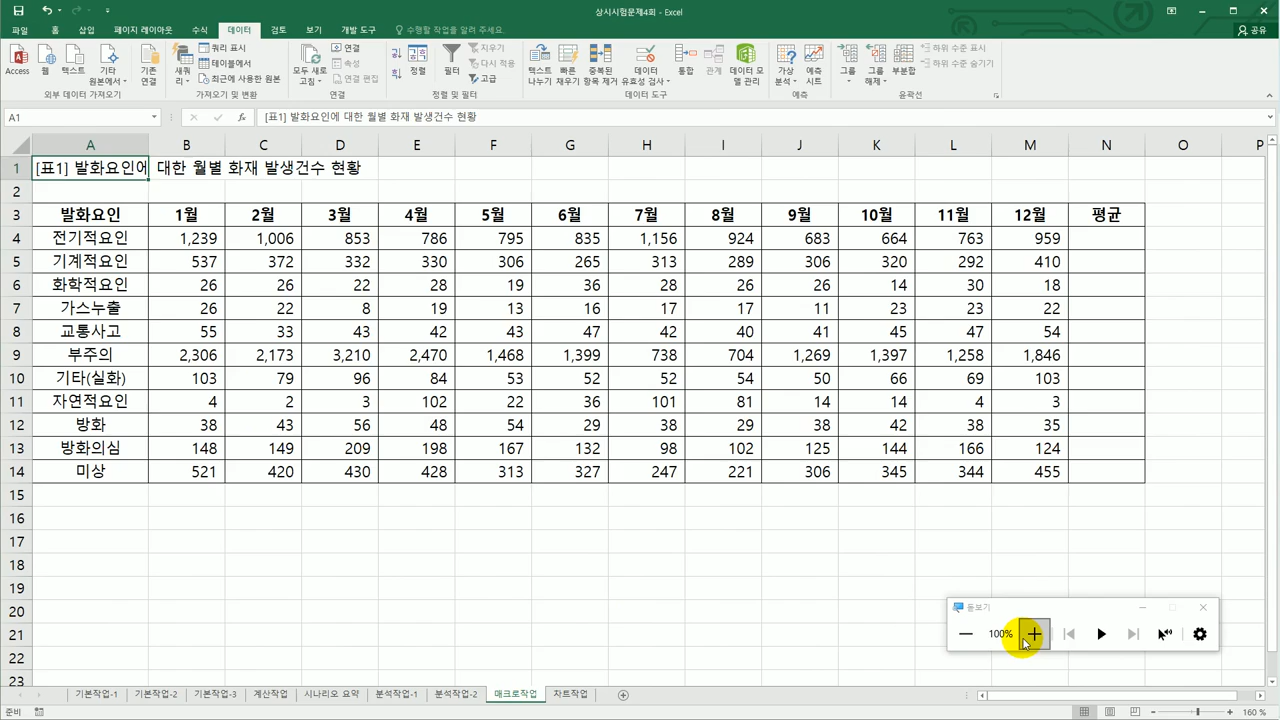 상시시험문제4회 - Excel
파일 홈 삽입 페이지 레이아웃 수식 데이터 검토 보기 개발 도구 수행할 작업을 알려 주세요. 공유
Access 웹 텍스트 기타 원본에서 기존 연결 새쿼리 쿼리 표시 테이블에서 최근에 사용한 원본 모두 새로 고침 연결 속성 연결 편집 정렬 필터 지우기 다시 적용 고급 텍스트 나누기 빠른 채우기 중복된 항목 제거 데이터 유효성 검사 통합 관계 데이터 모델 관리 가상 분석 예측 시트 그룹 그룹 해제 부분합 하위 수준 표시 하위 수준 숨기기
외부 데이터 가져오기 가져오기 및 변환 연결 정렬 및 필터 데이터 도구 예측 윤곽선
A1 fx [표1] 발화요인에 대한 월별 화재 발생건수 현황
A B C D E F G H I J K L M N O P
1 [표1] 발화요인에 대한 월별 화재 발생건수 현황
2
3 발화요인 1월 2월 3월 4월 5월 6월 7월 8월 9월 10월 11월 12월 평균
4 전기적요인 1,239 1,006 853 786 795 835 1,156 924 683 664 763 959
5 기계적요인 537 372 332 330 306 265 313 289 306 320 292 410
6 화학적요인 26 26 22 28 19 36 28 26 26 14 30 18
7 가스누출 26 22 8 19 13 16 17 17 11 23 23 22
8 교통사고 55 33 43 42 43 47 42 40 41 45 47 54
9 부주의 2,306 2,173 3,210 2,470 1,468 1,399 738 704 1,269 1,397 1,258 1,846
10 기타(실화) 103 79 96 84 53 52 52 54 50 66 69 103
11 자연적요인 4 2 3 102 22 36 101 81 14 14 4 3
12 방화 38 43 56 48 54 29 38 29 38 42 38 35
13 방화의심 148 149 209 198 167 132 98 102 125 144 166 124
14 미상 521 420 430 428 313 327 247 221 306 345 344 455
15
16
17
18
19
20
21
22
23
돋보기
100%
기본작업-1 기본작업-2 기본작업-3 계산작업 시나리오 요약 분석작업-1 분석작업-2 매크로작업 차트작업
준비 160 %